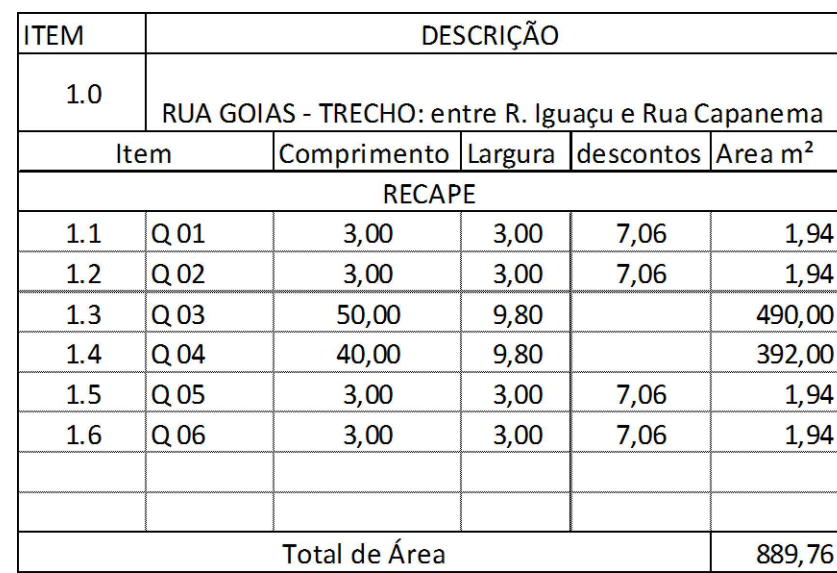 ITEM DESCRIÇÃO
1.0 RUA GOIAS - TRECHO: entre R. Iguaçu e Rua Capanema
Item Comprimento Largura descontos Area m²
RECAPE
1.1 Q 01 3,00 3,00 7,06 1,94
1.2 Q 02 3,00 3,00 7,06 1,94
1.3 Q 03 50,00 9,80 490,00
1.4 Q 04 40,00 9,80 392,00
1.5 Q 05 3,00 3,00 7,06 1,94
1.6 Q 06 3,00 3,00 7,06 1,94
Total de Área 889,76